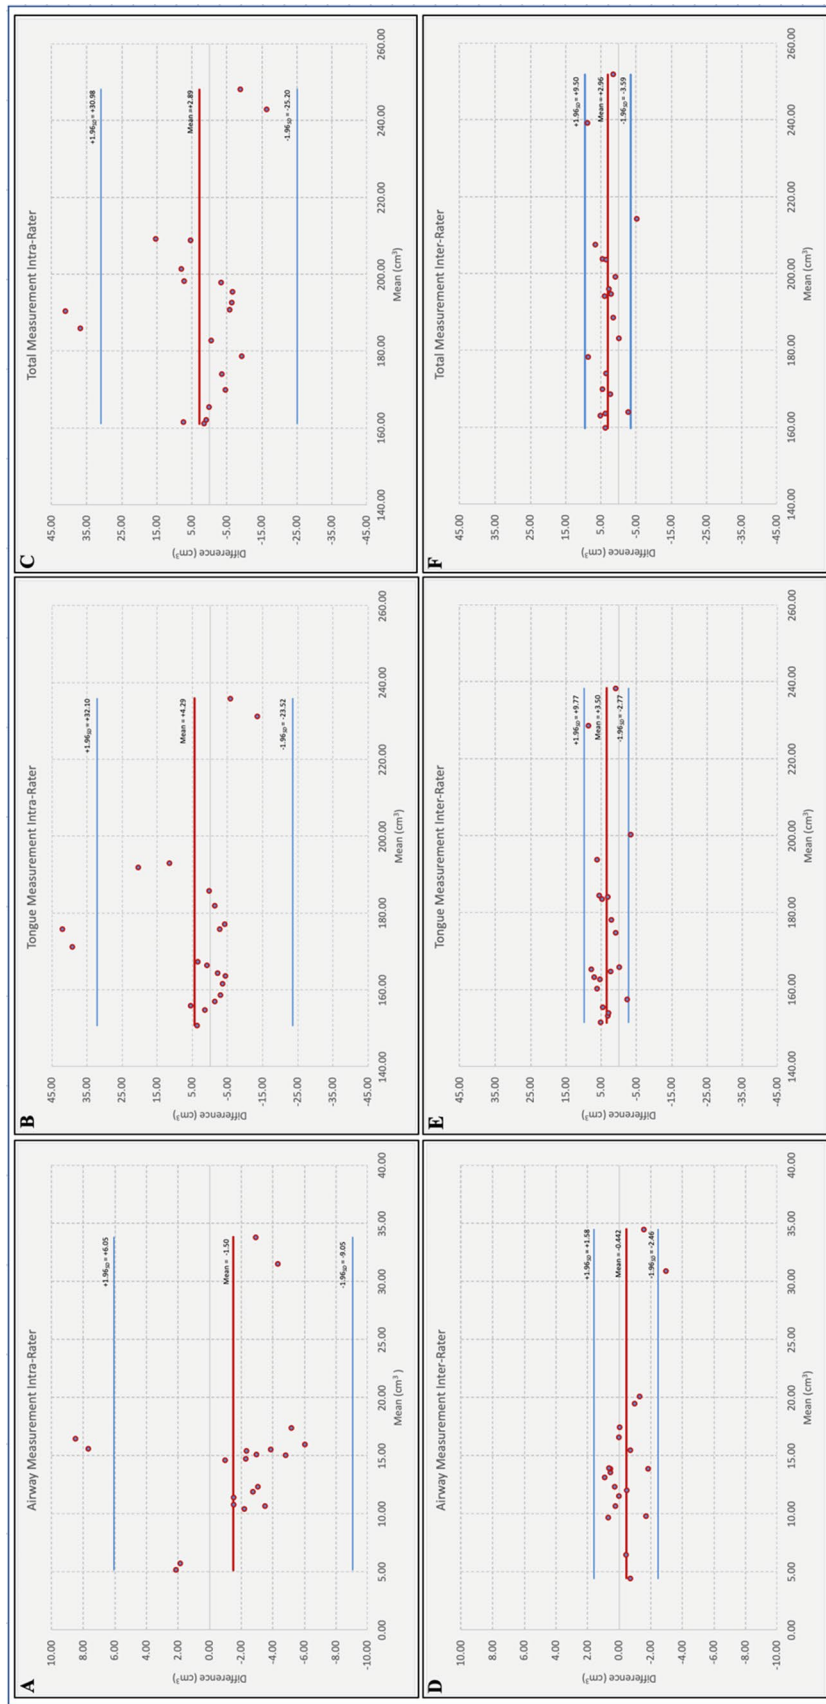 A
Airway Measurement Intra-Rater
10.00
8.00
6.00
4.00
2.00
0.00
-2.00
-4.00
-6.00
-8.00
-10.00
Difference (cm³)
+1.96SD = +6.05
Mean = -1.50
-1.96SD = -9.05
0.00 5.00 10.00 15.00 20.00 25.00 30.00 35.00 40.00
Mean (cm³ )
B
Tongue Measurement Intra-Rater
45.00
35.00
25.00
15.00
5.00
-5.00
-15.00
-25.00
-35.00
-45.00
Difference (cm³)
+1.96SD = +32.10
Mean = +4.29
-1.96SD = -23.52
140.00 160.00 180.00 200.00 220.00 240.00 260.00
Mean (cm³)
C
Total Measurement Intra-Rater
45.00
35.00
25.00
15.00
5.00
-5.00
-15.00
-25.00
-35.00
-45.00
Difference (cm³)
+1.96SD = +30.98
Mean = +2.89
-1.96SD = -25.20
140.00 160.00 180.00 200.00 220.00 240.00 260.00
Mean (cm³)
D
Airway Measurement Inter-Rater
10.00
8.00
6.00
4.00
2.00
0.00
-2.00
-4.00
-6.00
-8.00
-10.00
Difference (cm³)
+1.96SD = +1.58
Mean = -0.442
-1.96SD = -2.46
0.00 5.00 10.00 15.00 20.00 25.00 30.00 35.00 40.00
Mean (cm³)
E
Tongue Measurement Inter-Rater
45.00
35.00
25.00
15.00
5.00
-5.00
-15.00
-25.00
-35.00
-45.00
Difference (cm³)
+1.96SD = +9.77
Mean = +3.50
-1.96SD = -2.77
140.00 160.00 180.00 200.00 220.00 240.00 260.00
Mean (cm³)
F
Total Measurement Inter-Rater
45.00
35.00
25.00
15.00
5.00
-5.00
-15.00
-25.00
-35.00
-45.00
Difference (cm³)
+1.96SD = +9.50
Mean = +2.96
-1.96SD = -3.59
140.00 160.00 180.00 200.00 220.00 240.00 260.00
Mean (cm³)